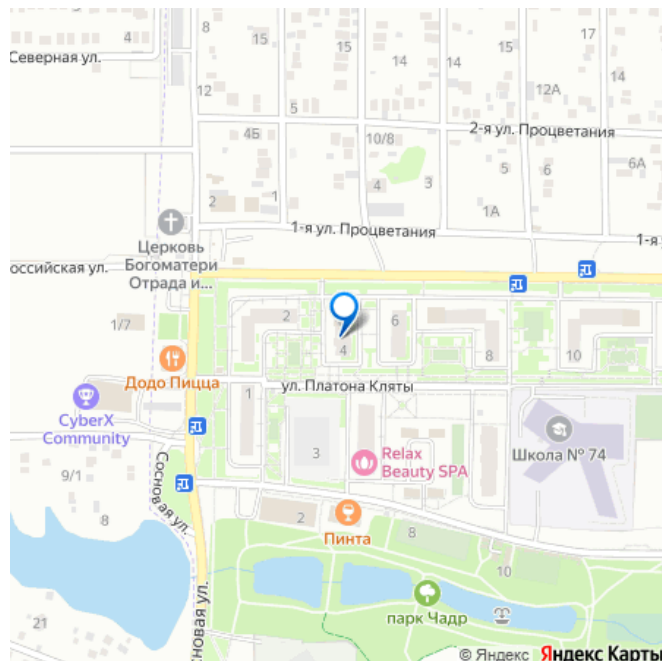 8
15
15
14
14
17
4
Северная ул.
12
5
12А
14
4Б
10/8
2-я ул. Процветания
5
6
6А
2
1
4
3
1А
1-я ул. Процветания
1-я
Церковь
Богоматери
Отрада и...
оссийская ул.
1/7
2
4
6
8
10
Додо Пицца
ул. Платона Кляты
CyberX
Community
1
3
Relax
Beauty SPA
Школа № 74
9/1
8
Сосновая ул.
2
Пинта
8
10
парк Чадр
21
новая ул.
© Яндекс Яндекс Карты